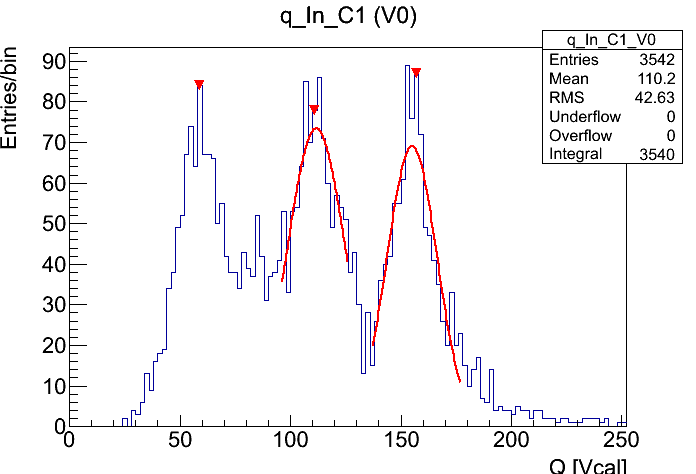 q_In_C1 (V0)
q_In_C1_V0
Entries 3542
Mean 110.2
RMS 42.63
Underflow 0
Overflow 0
Integral 3540
Entries/bin
90
80
70
60
50
40
30
20
10
0
0 50 100 150 200 250
Q [Vcal]